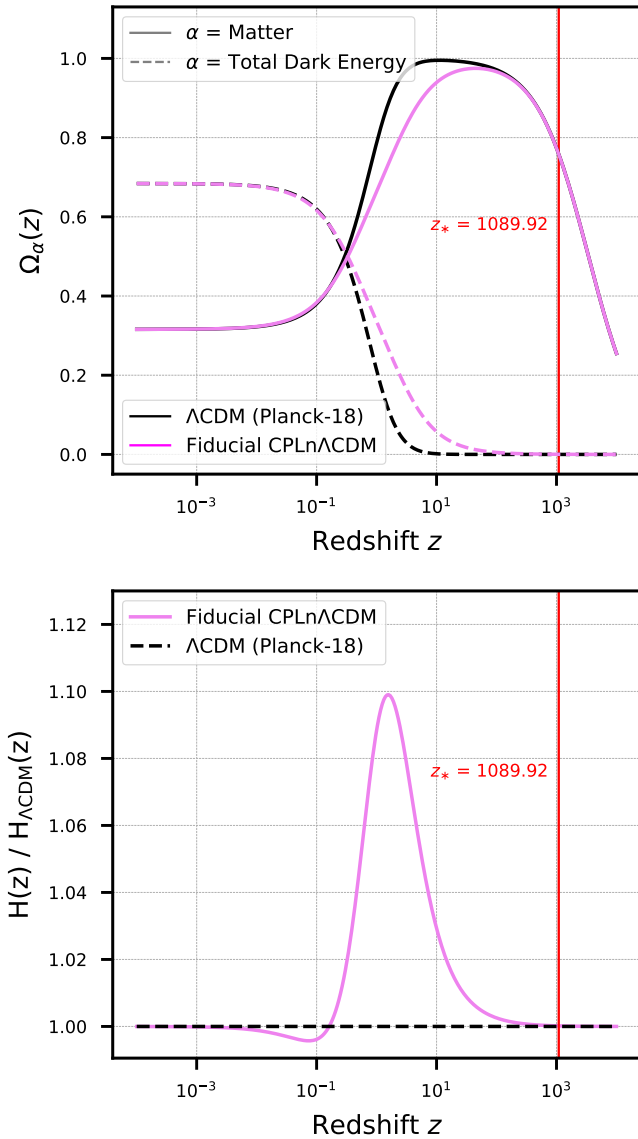 α = Matter
α = Total Dark Energy
1.0
0.8
0.6
0.4
0.2
0.0
Ω_α(z)
z_* = 1089.92
ΛCDM (Planck-18)
Fiducial CPLnΛCDM
10^−3
10^−1
10^1
10^3
Redshift z
Fiducial CPLnΛCDM
ΛCDM (Planck-18)
1.12
1.10
1.08
1.06
1.04
1.02
1.00
H(z) / H_ΛCDM(z)
z_* = 1089.92
10^−3
10^−1
10^1
10^3
Redshift z